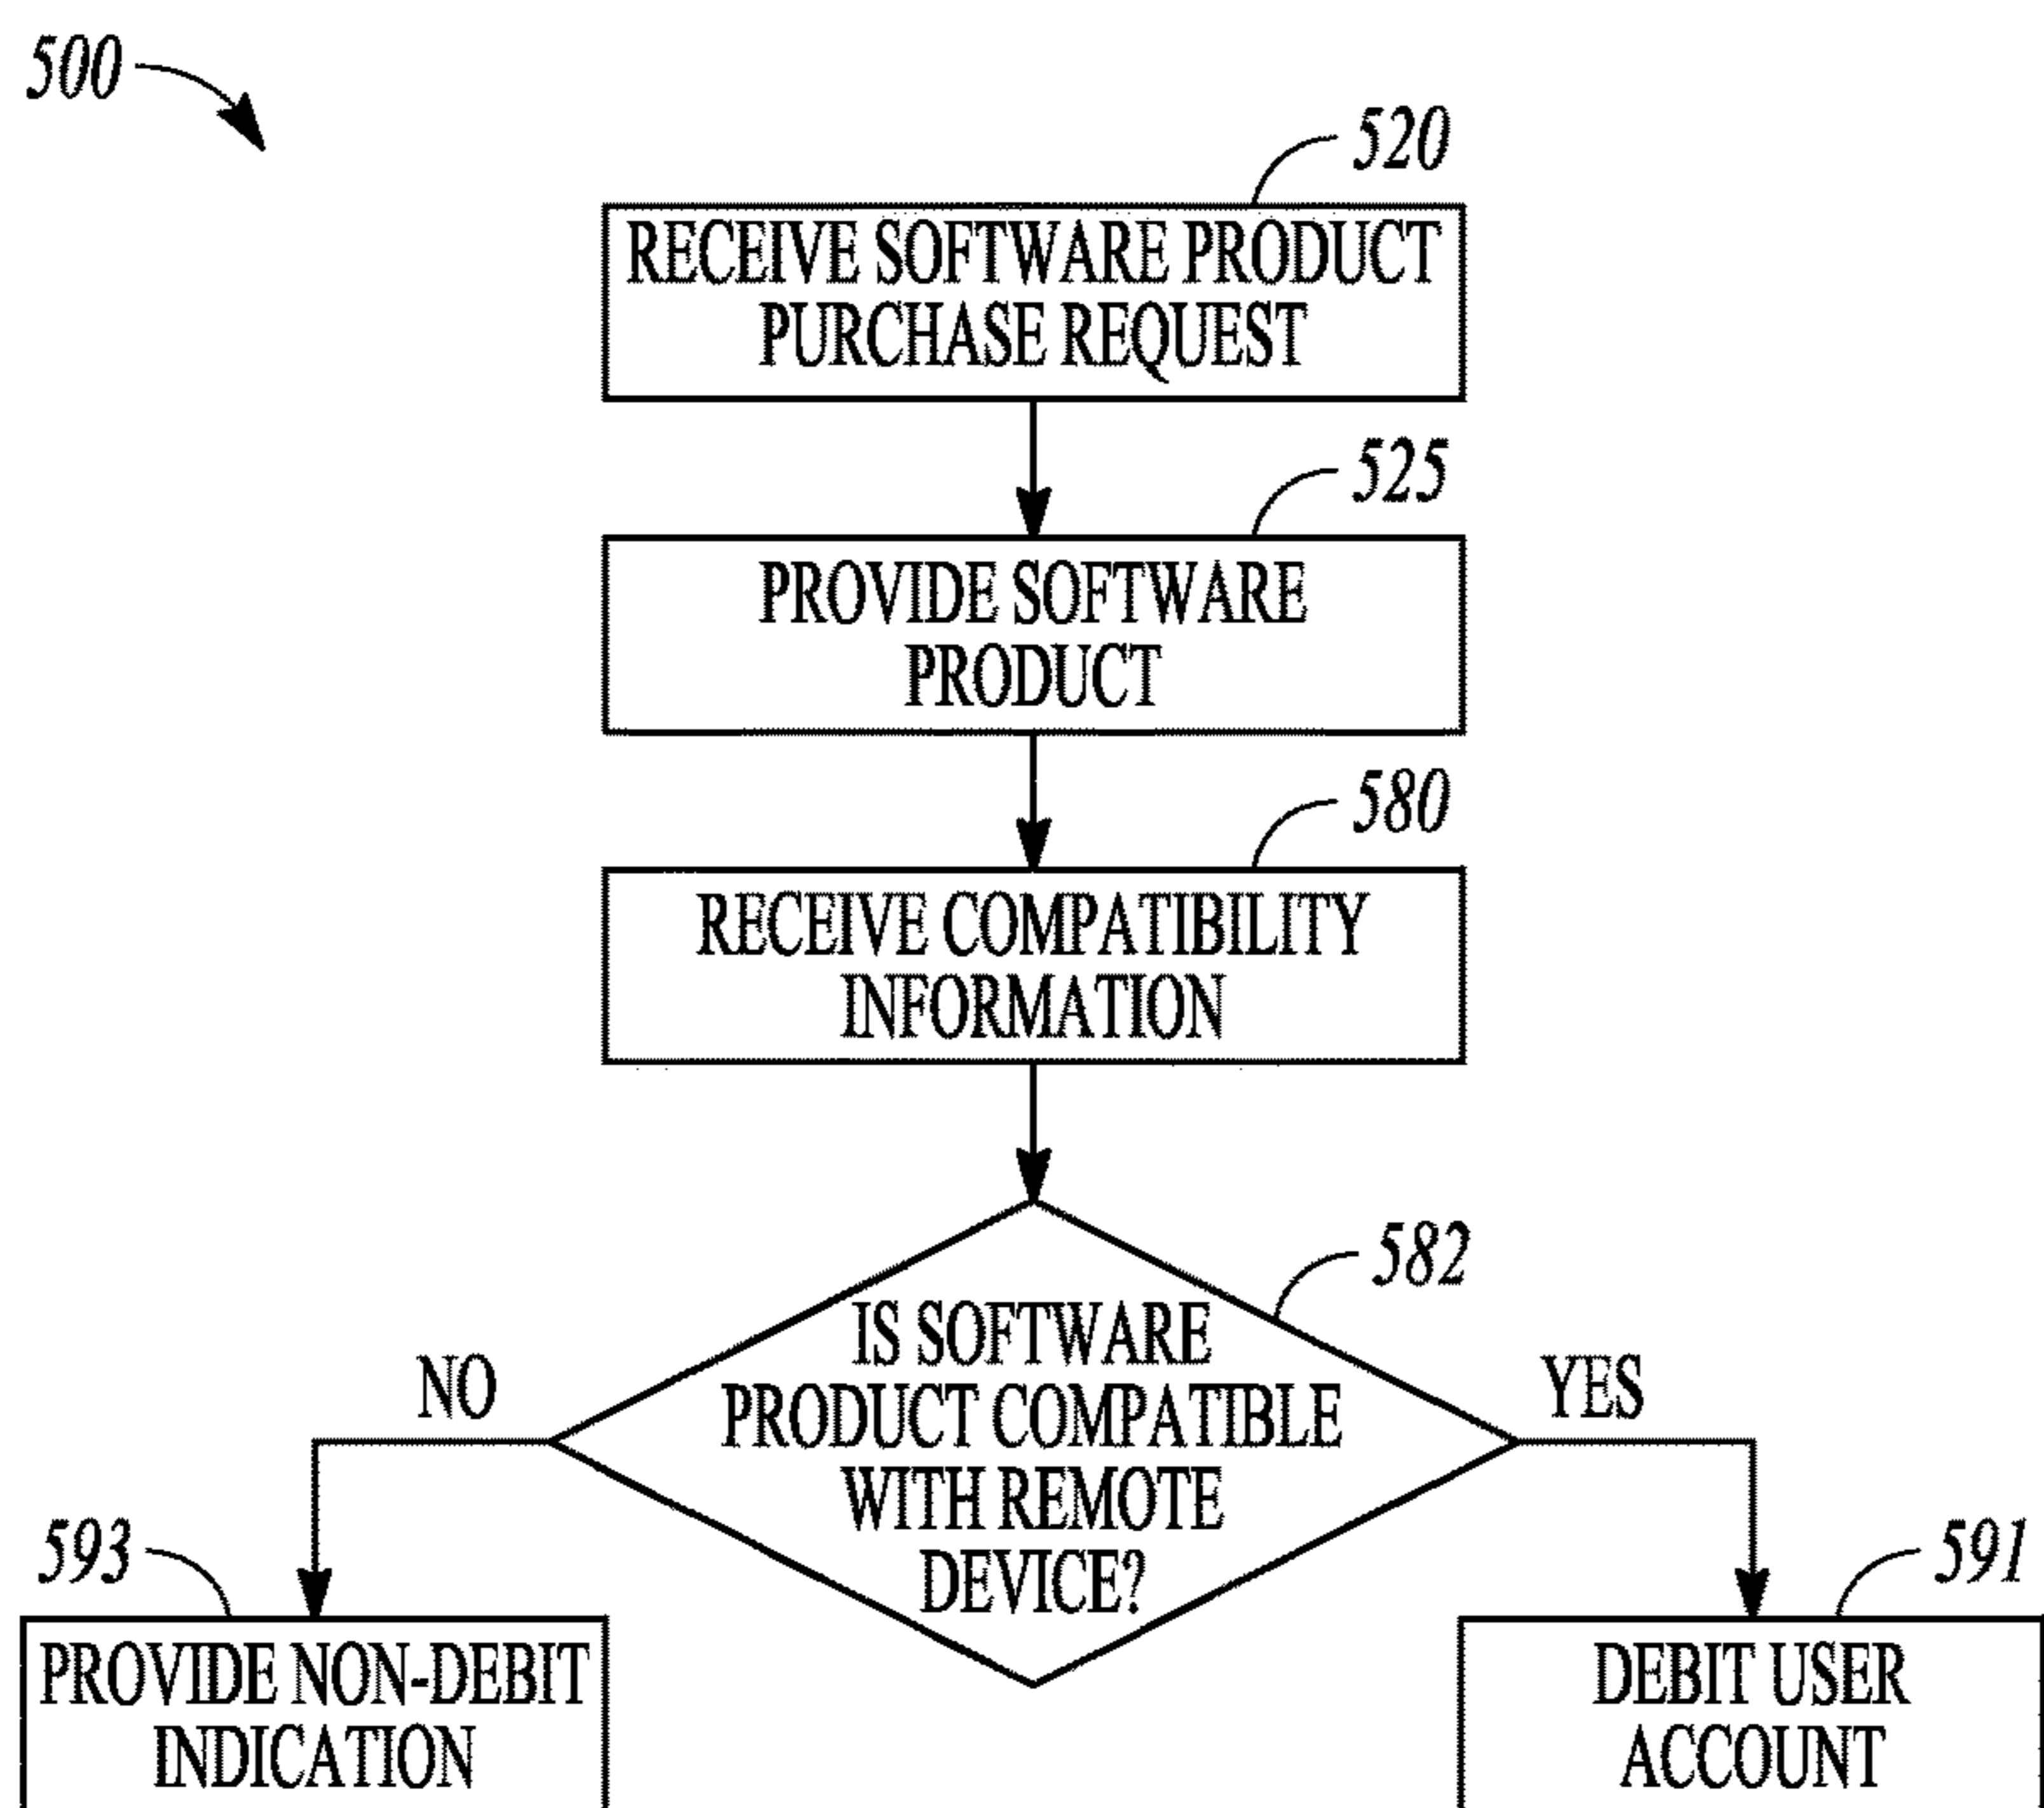 500
520
RECEIVE SOFTWARE PRODUCT
PURCHASE REQUEST
525
PROVIDE SOFTWARE
PRODUCT
580
RECEIVE COMPATIBILITY
INFORMATION
582
IS SOFTWARE
PRODUCT COMPATIBLE
WITH REMOTE
DEVICE?
NO
YES
593
PROVIDE NON-DEBIT
INDICATION
591
DEBIT USER
ACCOUNT